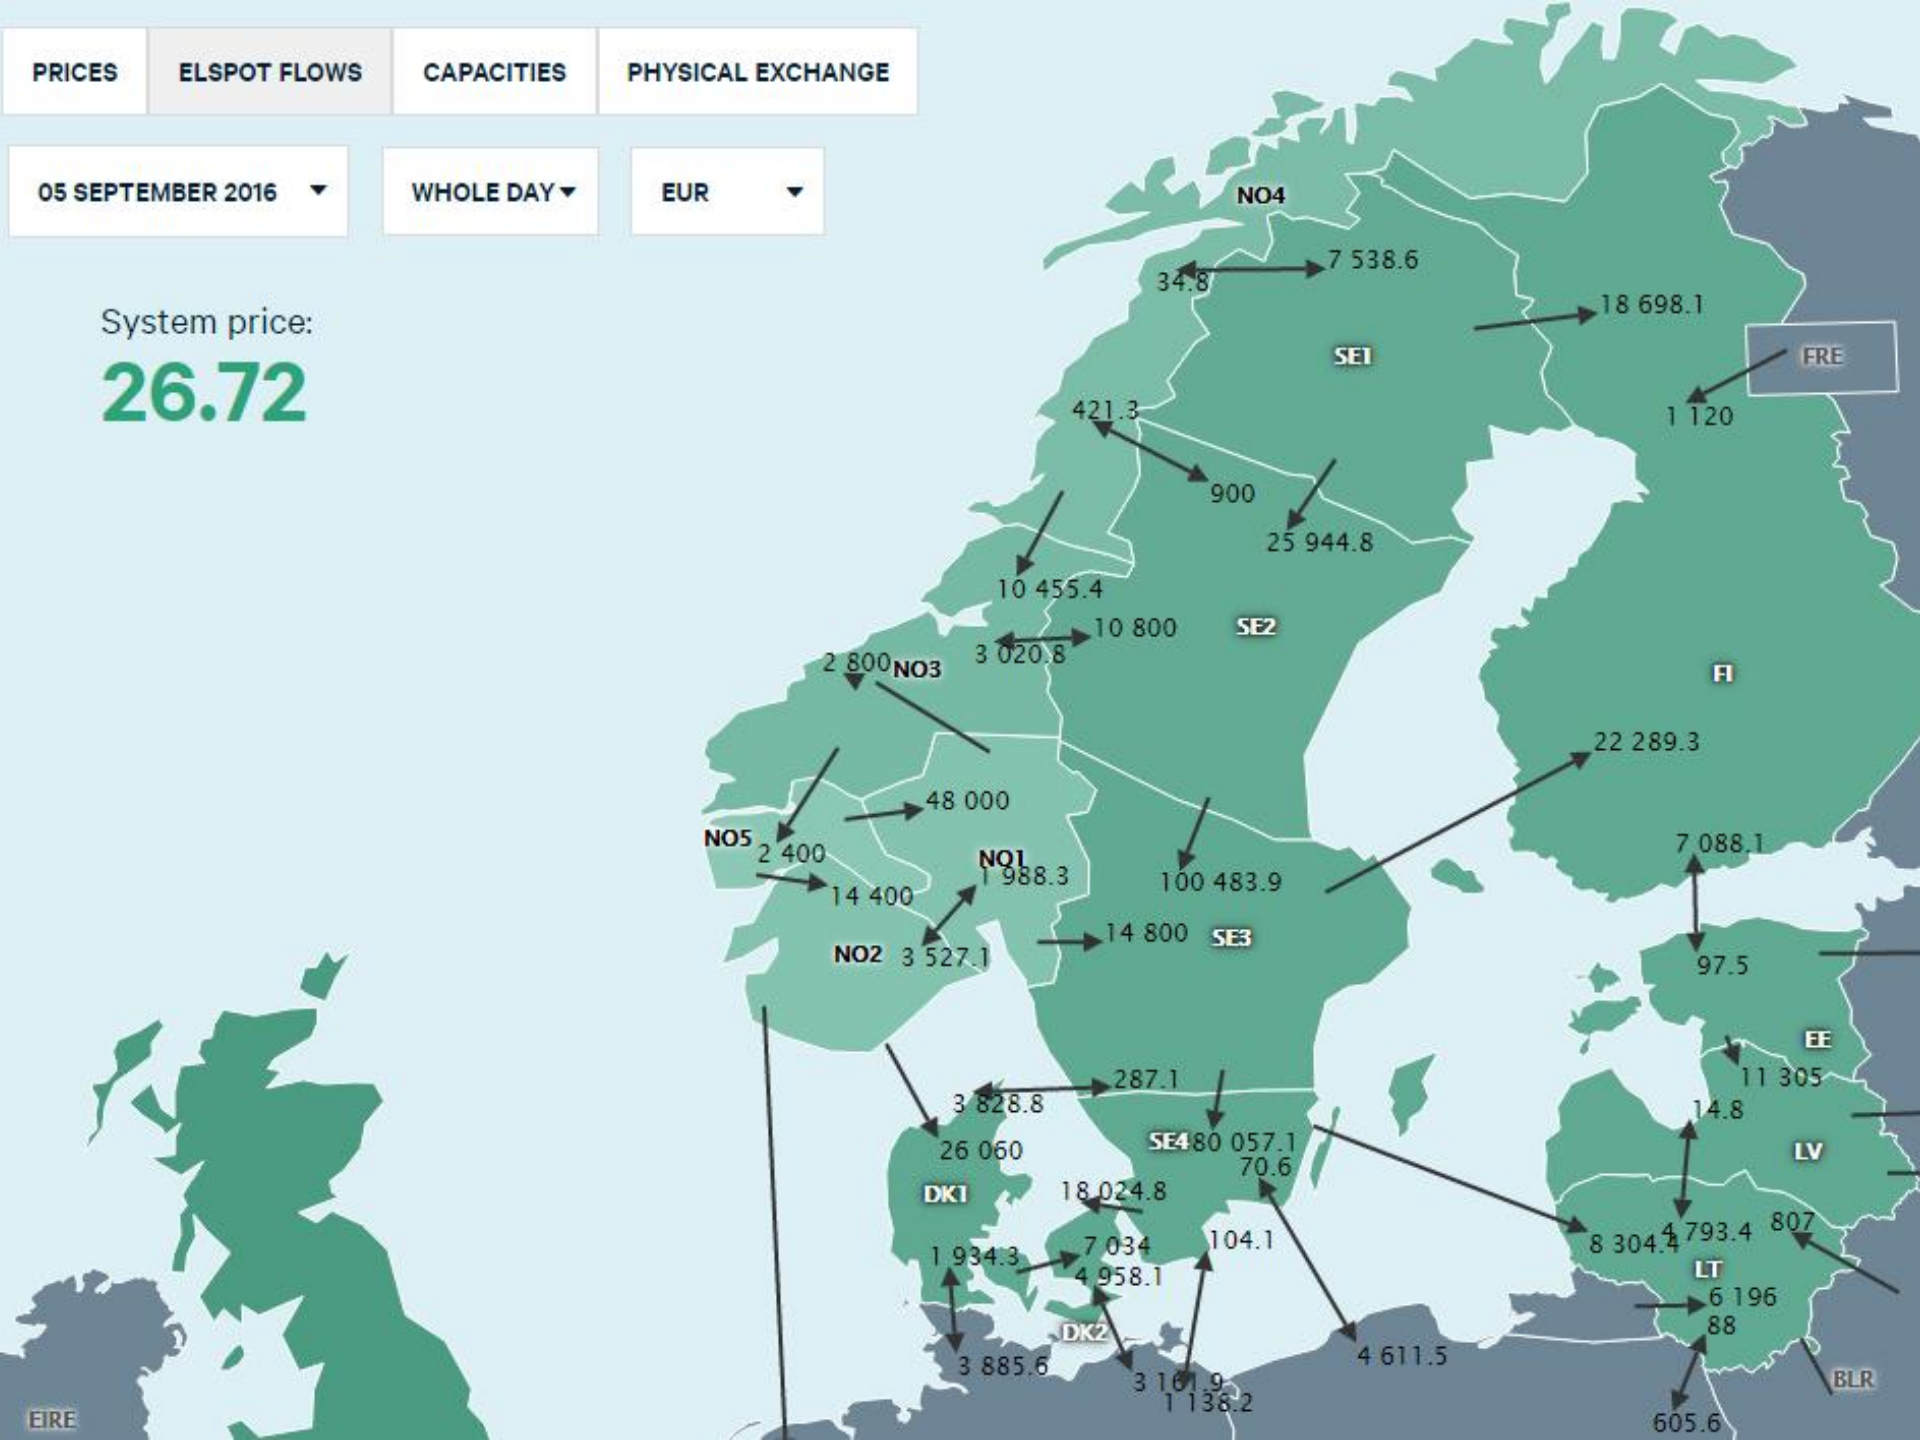 PRICES ELSPOT FLOWS CAPACITIES PHYSICAL EXCHANGE
05 SEPTEMBER 2016 WHOLE DAY EUR
System price:
26.72
NO4
7 538.6
34.8
18 698.1
SE1
FRE
421.3
1 120
900
25 944.8
10 455.4
10 800
SE2
3 020.8
2 800
NO3
FI
22 289.3
48 000
NO5
2 400
7 088.1
NO1
1 988.3
100 483.9
14 400
14 800
SE3
NO2
3 527.1
97.5
EE
287.1
11 305
3 828.8
14.8
SE4
80 057.1
26 060
LV
70.6
DK1
18 024.8
807
4 793.4
8 304.4
104.1
7 034
1 934.3
LT
4 958.1
6 196
88
DK2
4 611.5
3 885.6
BLR
3 161.9
1 138.2
EIRE
605.6